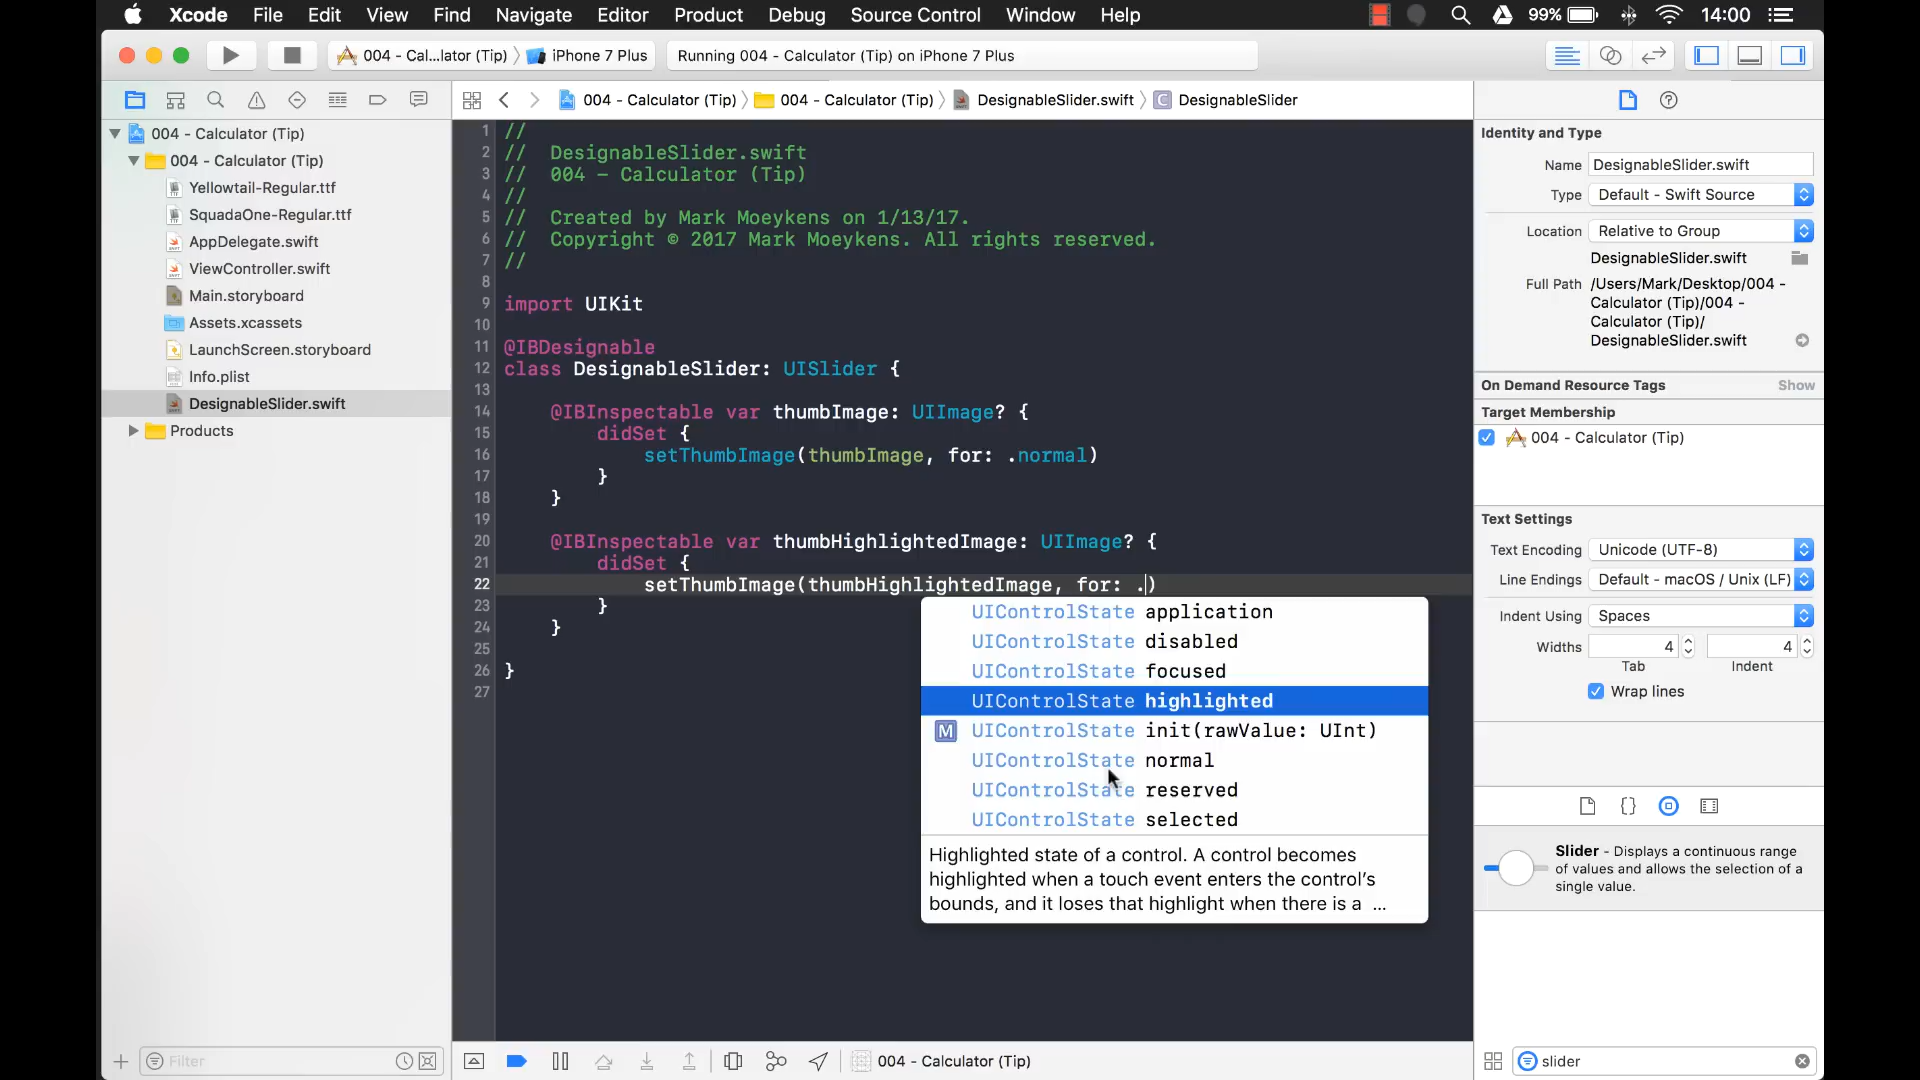 Xcode File Edit View Find Navigate Editor Product Debug Source Control Window Help 99% 14:00
004 - Cal...lator (Tip) iPhone 7 Plus Running 004 - Calculator (Tip) on iPhone 7 Plus
004 - Calculator (Tip) 004 - Calculator (Tip) DesignableSlider.swift C DesignableSlider
004 - Calculator (Tip)
004 - Calculator (Tip)
Yellowtail-Regular.ttf
SquadaOne-Regular.ttf
AppDelegate.swift
ViewController.swift
Main.storyboard
Assets.xcassets
LaunchScreen.storyboard
Info.plist
DesignableSlider.swift
Products
Filter
1 //
2 // DesignableSlider.swift
3 // 004 - Calculator (Tip)
4 //
5 // Created by Mark Moeykens on 1/13/17.
6 // Copyright © 2017 Mark Moeykens. All rights reserved.
7 //
8
9 import UIKit
10
11 @IBDesignable
12 class DesignableSlider: UISlider {
13
14 @IBInspectable var thumbImage: UIImage? {
15 didSet {
16 setThumbImage(thumbImage, for: .normal)
17 }
18 }
19
20 @IBInspectable var thumbHighlightedImage: UIImage? {
21 didSet {
22 setThumbImage(thumbHighlightedImage, for: .)
23 }
24 }
25
26 }
27
UIControlState application
UIControlState disabled
UIControlState focused
UIControlState highlighted
M UIControlState init(rawValue: UInt)
UIControlState normal
UIControlState reserved
UIControlState selected
Highlighted state of a control. A control becomes
highlighted when a touch event enters the control's
bounds, and it loses that highlight when there is a ...
004 - Calculator (Tip)
Identity and Type
Name DesignableSlider.swift
Type Default - Swift Source
Location Relative to Group
DesignableSlider.swift
Full Path /Users/Mark/Desktop/004 -
Calculator (Tip)/004 -
Calculator (Tip)/
DesignableSlider.swift
On Demand Resource Tags Show
Target Membership
004 - Calculator (Tip)
Text Settings
Text Encoding Unicode (UTF-8)
Line Endings Default - macOS / Unix (LF)
Indent Using Spaces
Widths 4 4
Tab Indent
Wrap lines
Slider - Displays a continuous range
of values and allows the selection of a
single value.
slider